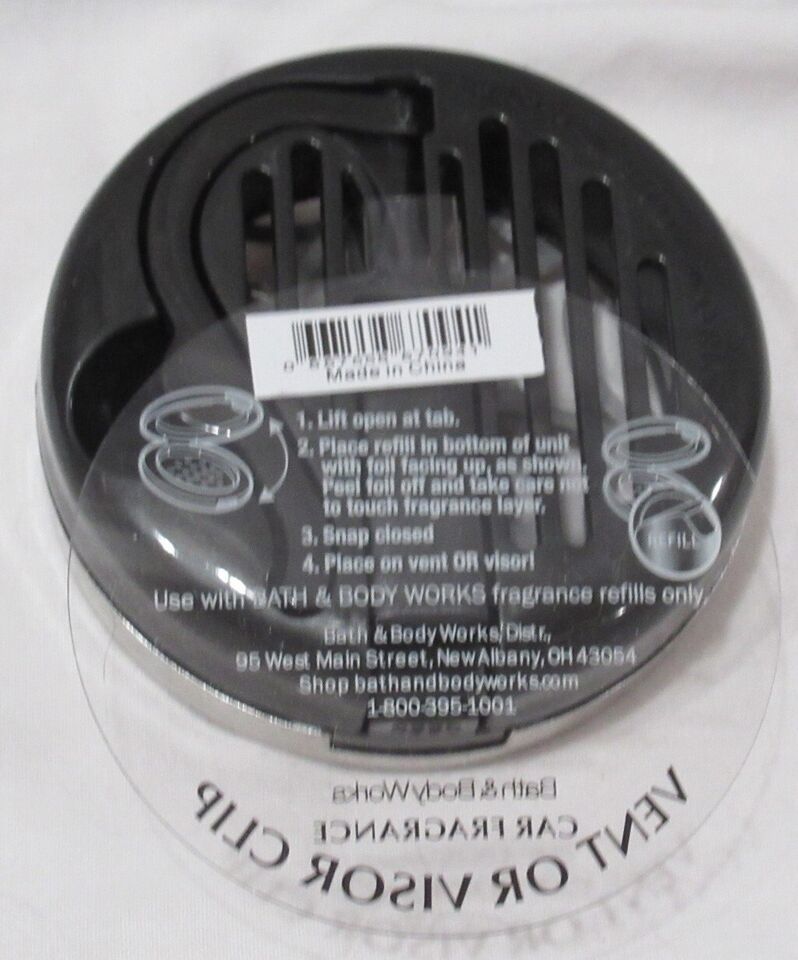 Made in China
1. Lift open at tab.
2. Place refill in bottom of unit
with foil facing up, as shown.
Peel foil off and take care not
to touch fragrance layer.
3. Snap closed
4. Place on vent OR visor!
REFILL
Use with BATH & BODY WORKS fragrance refills only.
Bath & Body Works, Distr.,
95 West Main Street, New Albany, OH 43054
Shop bathandbodyworks.com
1-800-395-1001
Bath & Body Works
CAR FRAGRANCE
VENT OR VISOR CLIP